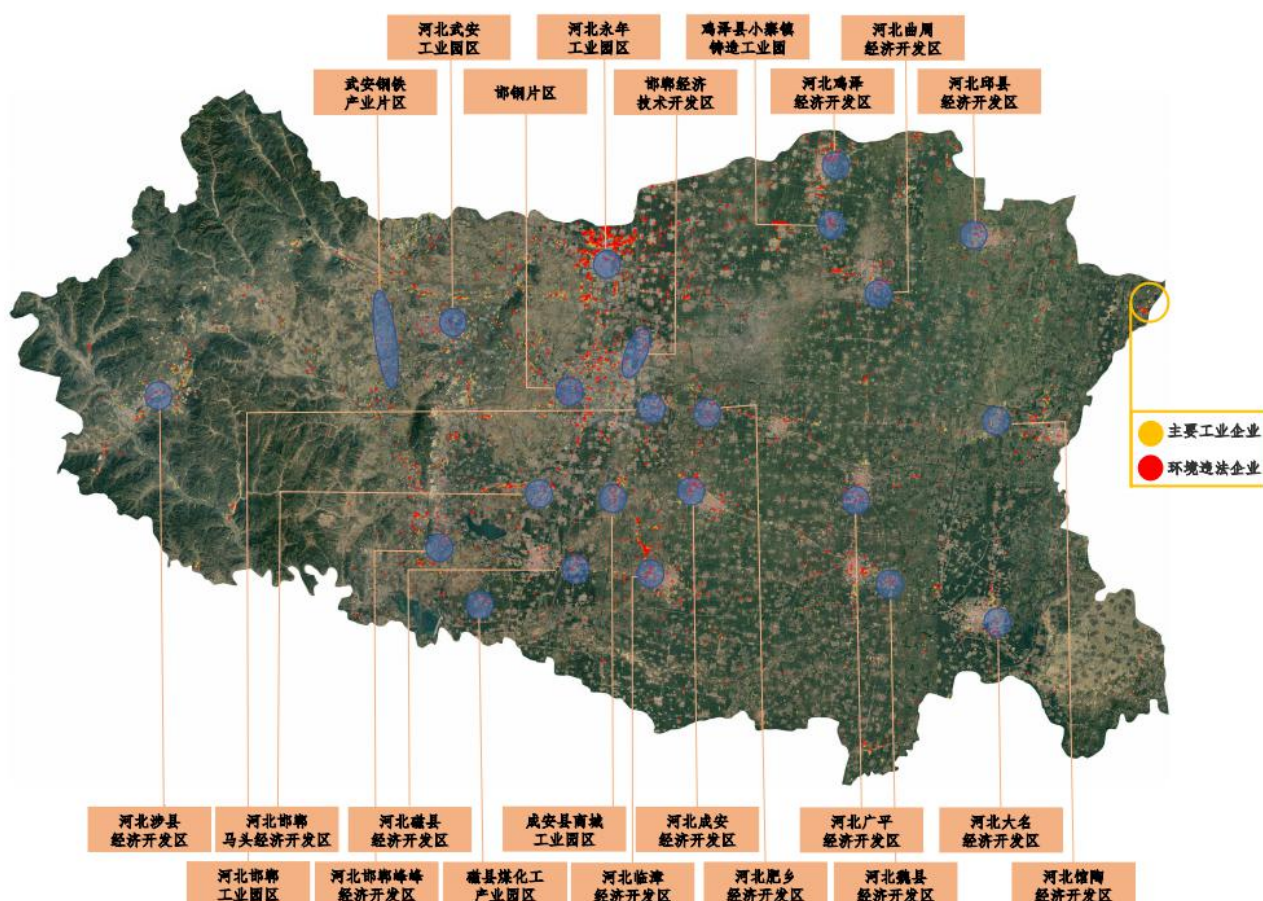 河北武安
工业园区
河北永年
工业园区
鸡泽县小寨镇
铸造工业园
河北曲周
经济开发区
武安钢铁
产业片区
邯钢片区
邯郸经济
技术开发区
河北鸡泽
经济开发区
河北邱县
经济开发区
主要工业企业
环境违法企业
河北涉县
经济开发区
河北邯郸
马头经济开发区
河北磁县
经济开发区
成安县商城
工业园区
河北成安
经济开发区
河北广平
经济开发区
河北大名
经济开发区
河北邯郸
工业园区
河北邯郸峰峰
经济开发区
磁县煤化工
产业园区
河北临漳
经济开发区
河北肥乡
经济开发区
河北魏县
经济开发区
河北馆陶
经济开发区